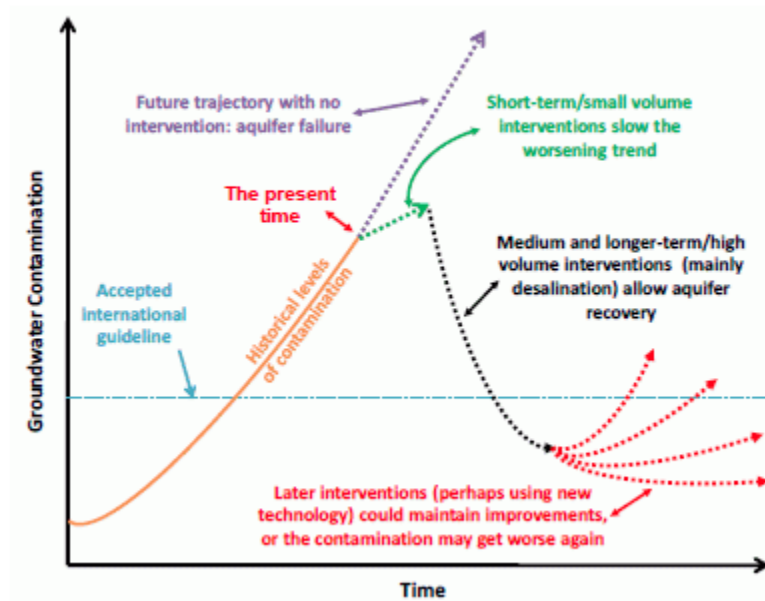 Groundwater Contamination
Future trajectory with no
intervention: aquifer failure
Short-term/small volume
interventions slow the
worsening trend
The present
time
Accepted
international
guideline
Historical levels
of contamination
Medium and longer-term/high
volume interventions (mainly
desalination) allow aquifer
recovery
Later interventions (perhaps using new
technology) could maintain improvements,
or the contamination may get worse again
Time